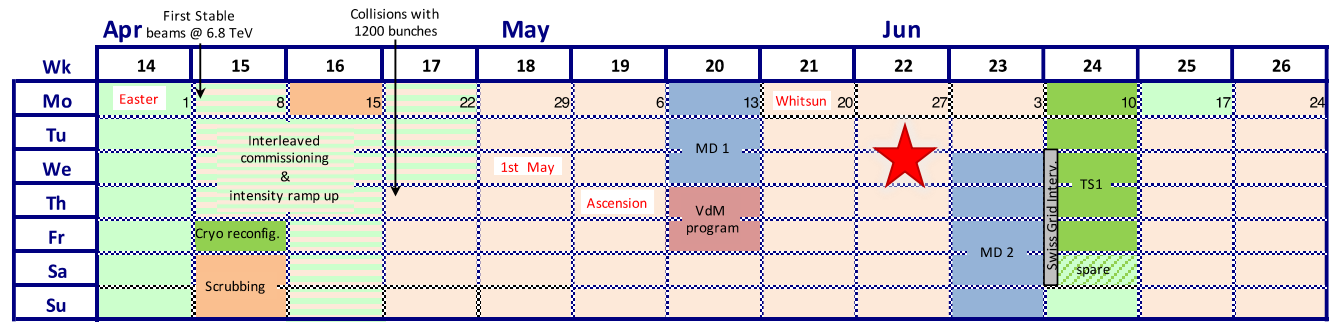 First Stable
beams @ 6.8 TeV
Collisions with
1200 bunches
Apr May Jun
Wk 14 15 16 17 18 19 20 21 22 23 24 25 26
Mo Easter 1 8 15 22 29 6 13 Whitsun 20 27 3 10 17 24
Tu
Interleaved
commissioning
&
intensity ramp up
MD 1
We 1st May
TS1
Swiss Grid Interv.
Th Ascension
VdM
program
Fr Cryo reconfig.
MD 2
Sa spare
Scrubbing
Su